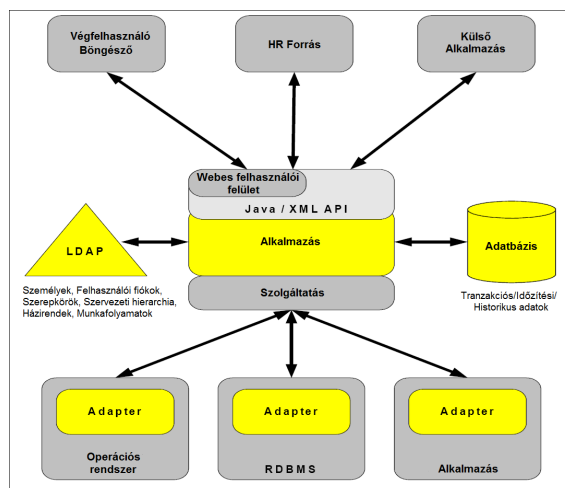 Végfelhasználó
Böngésző
HR Forrás
Külső
Alkalmazás
Webes felhasználói
felület
Java / XML API
LDAP
Alkalmazás
Adatbázis
Személyek, Felhasználói fiókok,
Szerepkörök, Szervezeti hierarchia,
Házirendek, Munkafolyamatok
Szolgáltatás
Tranzakciós/Időzítési/
Historikus adatok
Adapter
Adapter
Adapter
Operációs
rendszer
RDBMS
Alkalmazás